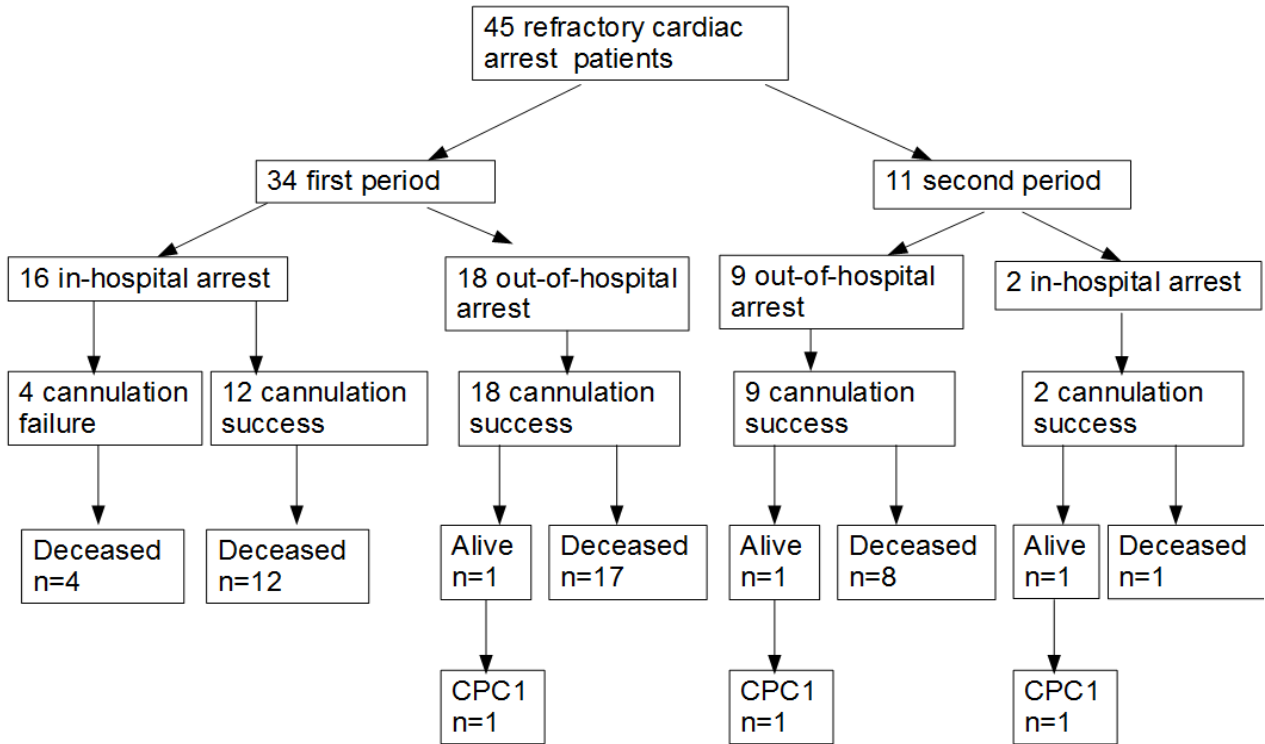 45 refractory cardiac
arrest patients
34 first period
11 second period
16 in-hospital arrest
18 out-of-hospital
arrest
9 out-of-hospital
arrest
2 in-hospital arrest
4 cannulation
failure
12 cannulation
success
18 cannulation
success
9 cannulation
success
2 cannulation
success
Deceased
n=4
Deceased
n=12
Alive
n=1
Deceased
n=17
Alive
n=1
Deceased
n=8
Alive
n=1
Deceased
n=1
CPC1
n=1
CPC1
n=1
CPC1
n=1